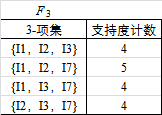 F3
3-项集 支持度计数
{I1, I2, I3} 4
{I1, I2, I7} 5
{I1, I3, I7} 4
{I2, I3, I7} 4